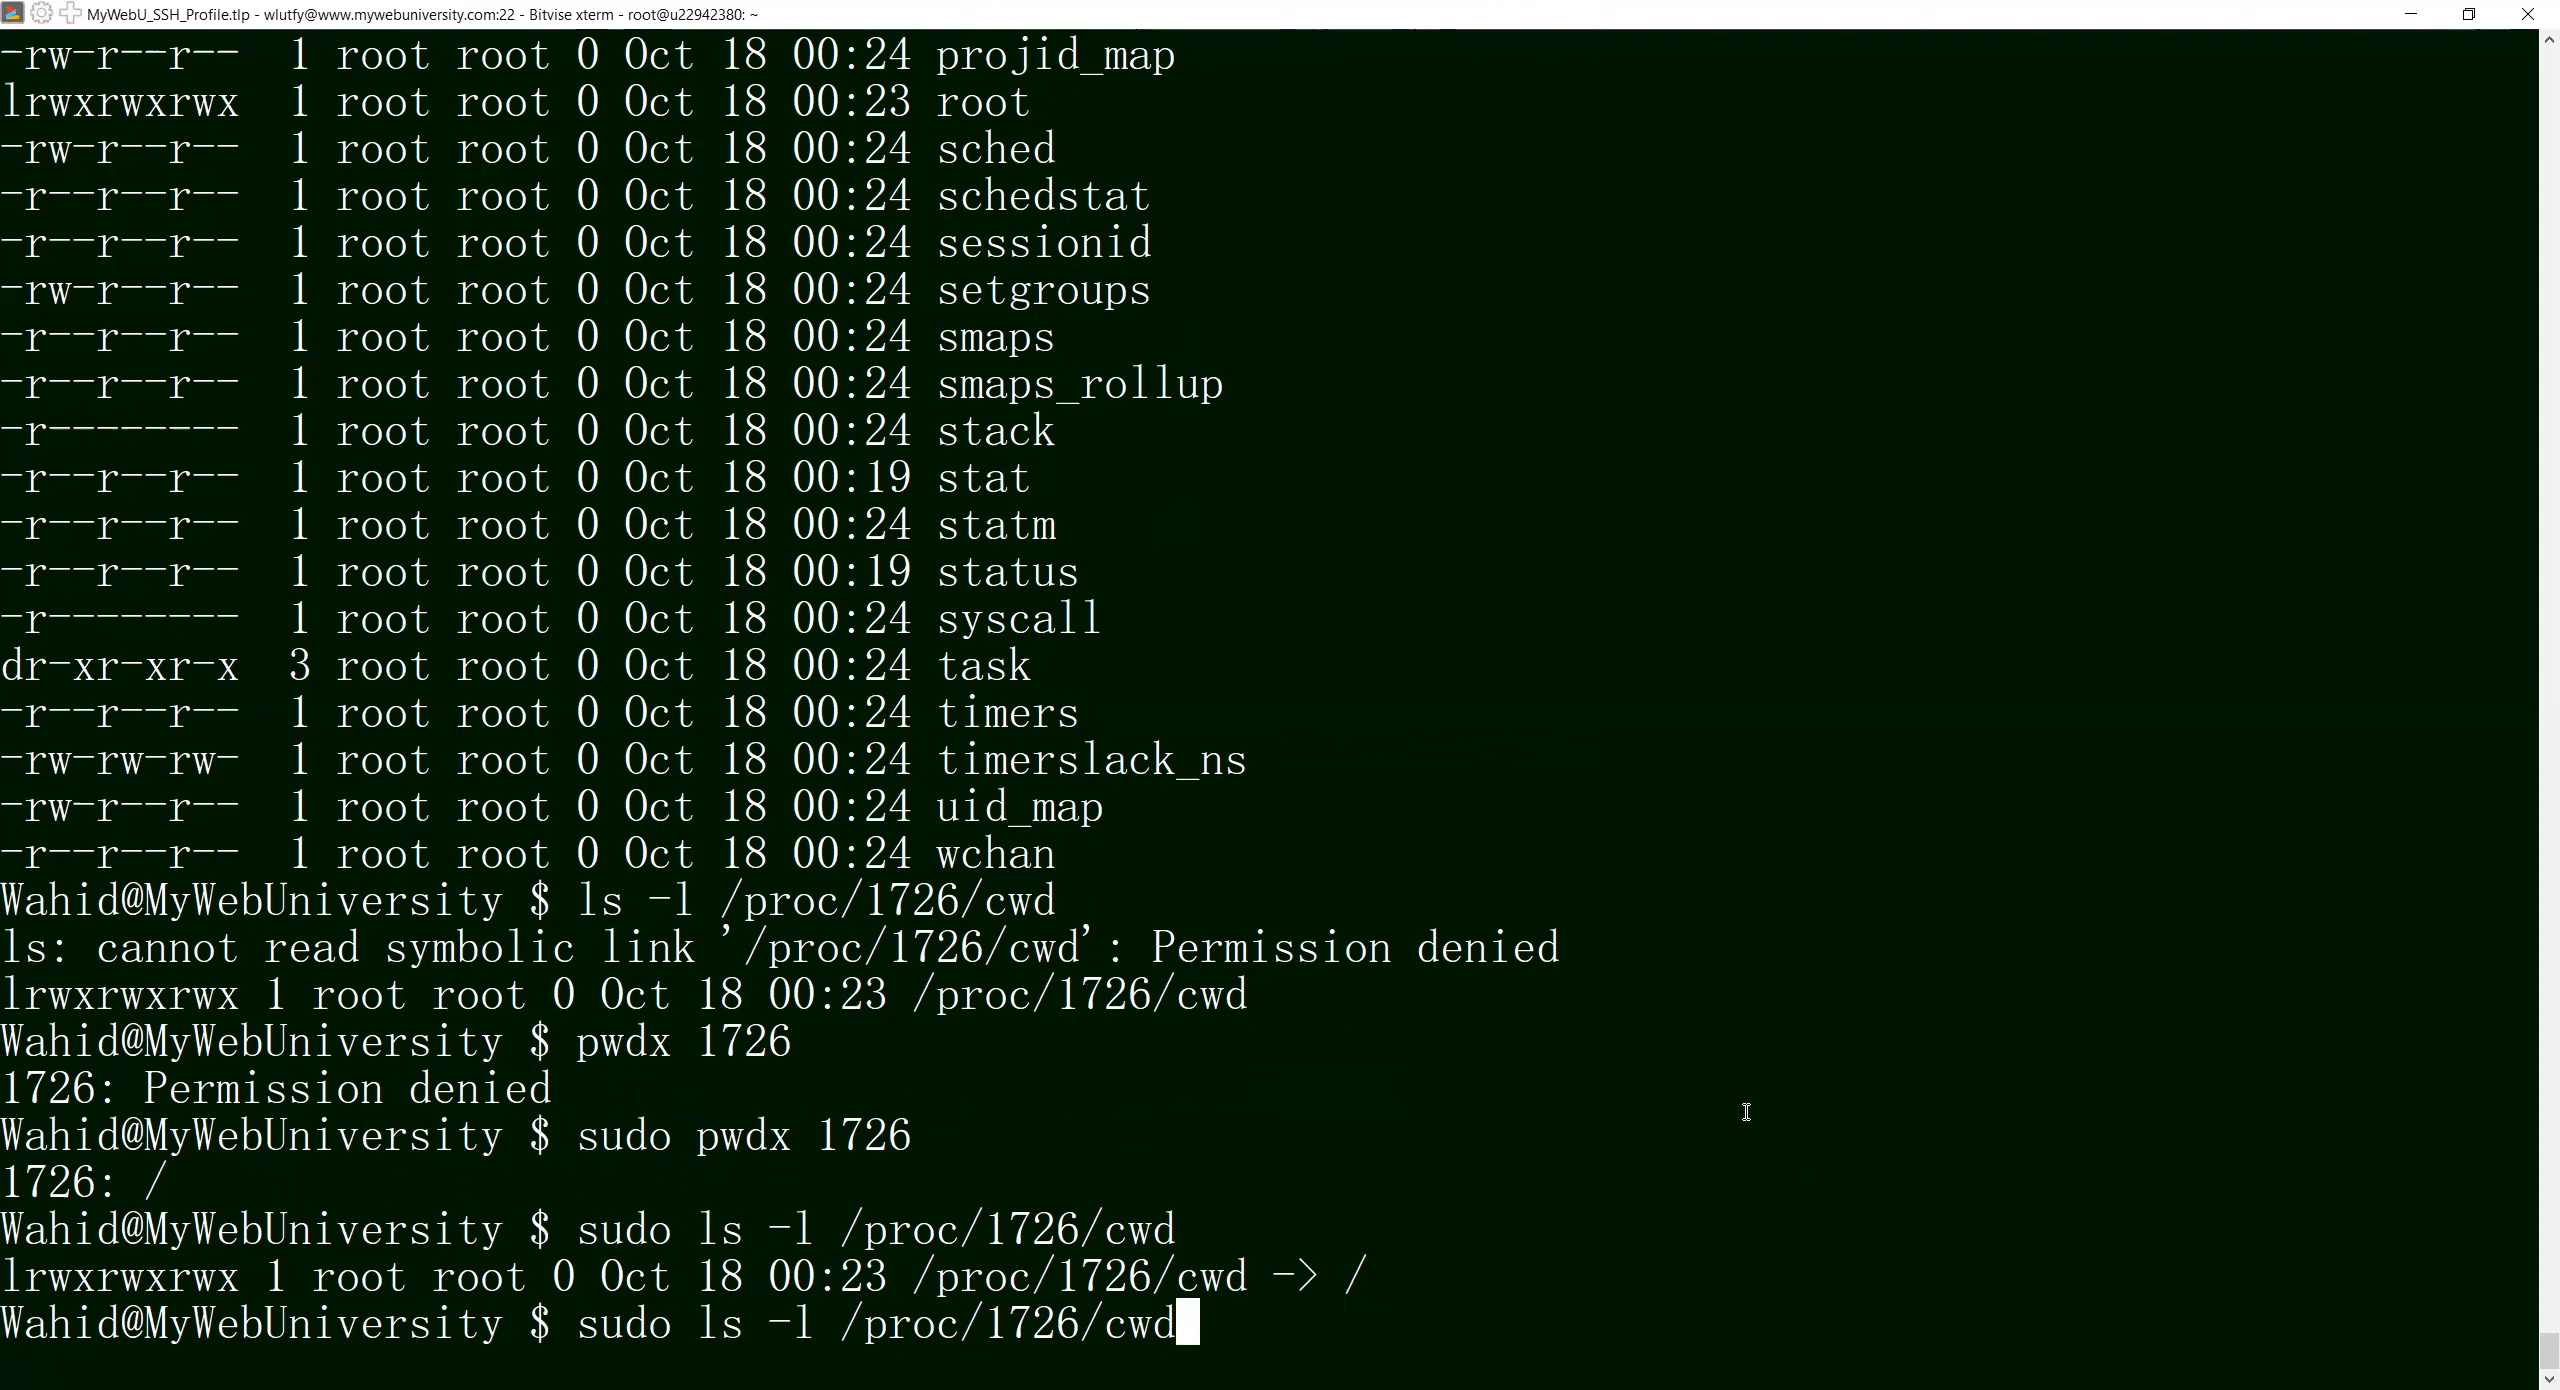 MyWebU_SSH_Profile.tlp - wlutfy@www.mywebuniversity.com:22 - Bitvise xterm - root@u22942380: ~
-rw-r--r-- 1 root root 0 Oct 18 00:24 projid_map
lrwxrwxrwx 1 root root 0 Oct 18 00:23 root
-rw-r--r-- 1 root root 0 Oct 18 00:24 sched
-r--r--r-- 1 root root 0 Oct 18 00:24 schedstat
-r--r--r-- 1 root root 0 Oct 18 00:24 sessionid
-rw-r--r-- 1 root root 0 Oct 18 00:24 setgroups
-r--r--r-- 1 root root 0 Oct 18 00:24 smaps
-r--r--r-- 1 root root 0 Oct 18 00:24 smaps_rollup
-r-------- 1 root root 0 Oct 18 00:24 stack
-r--r--r-- 1 root root 0 Oct 18 00:19 stat
-r--r--r-- 1 root root 0 Oct 18 00:24 statm
-r--r--r-- 1 root root 0 Oct 18 00:19 status
-r-------- 1 root root 0 Oct 18 00:24 syscall
dr-xr-xr-x 3 root root 0 Oct 18 00:24 task
-r--r--r-- 1 root root 0 Oct 18 00:24 timers
-rw-rw-rw- 1 root root 0 Oct 18 00:24 timerslack_ns
-rw-r--r-- 1 root root 0 Oct 18 00:24 uid_map
-r--r--r-- 1 root root 0 Oct 18 00:24 wchan
Wahid@MyWebUniversity $ ls -l /proc/1726/cwd
ls: cannot read symbolic link '/proc/1726/cwd': Permission denied
lrwxrwxrwx 1 root root 0 Oct 18 00:23 /proc/1726/cwd
Wahid@MyWebUniversity $ pwdx 1726
1726: Permission denied
Wahid@MyWebUniversity $ sudo pwdx 1726
1726: /
Wahid@MyWebUniversity $ sudo ls -l /proc/1726/cwd
lrwxrwxrwx 1 root root 0 Oct 18 00:23 /proc/1726/cwd -> /
Wahid@MyWebUniversity $ sudo ls -l /proc/1726/cwd